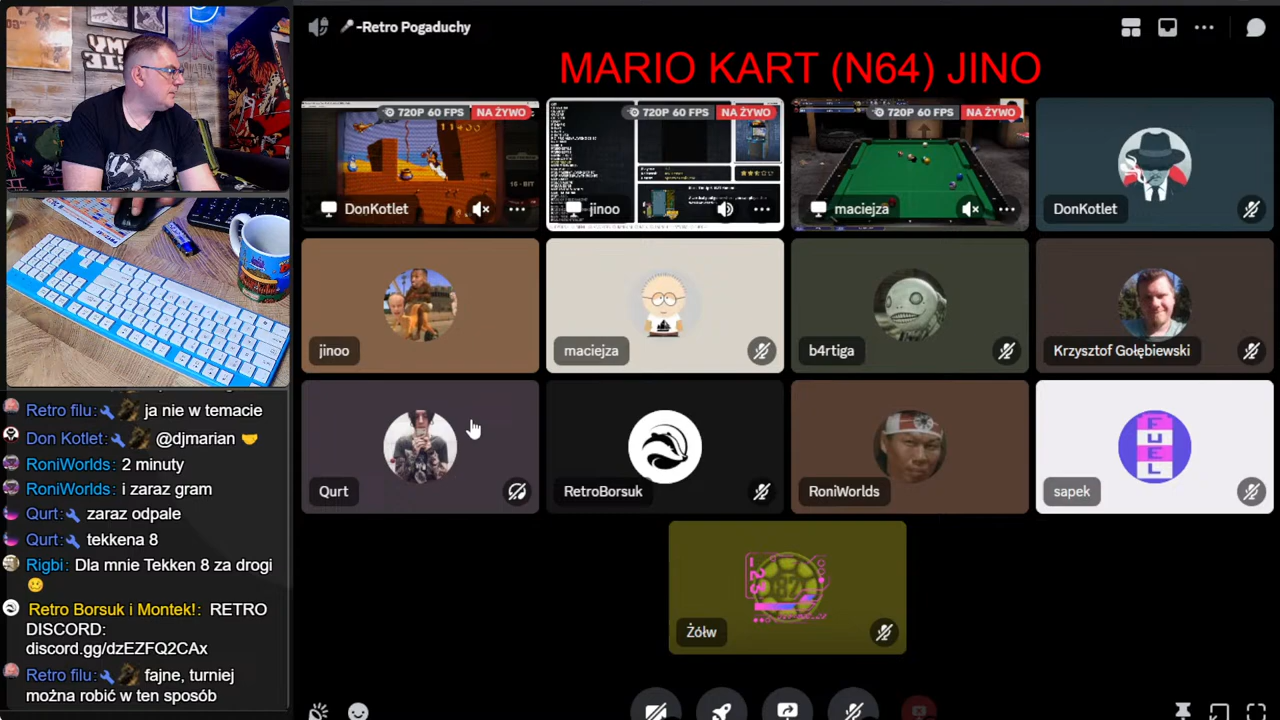 -Retro Pogaduchy
MARIO KART (N64) JINO
720P 60 FPS NA ŻYWO
720P 60 FPS NA ŻYWO
720P 60 FPS NA ŻYWO
DonKotlet
jinoo
maciejza
DonKotlet
jinoo
maciejza
b4rtiga
Krzysztof Gołębiewski
Qurt
RetroBorsuk
RoniWorlds
FUEL
sapek
82
Żółw
Retro filu: ja nie w temacie
Don Kotlet: @djmarian
RoniWorlds: 2 minuty
RoniWorlds: i zaraz gram
Qurt: zaraz odpale
Qurt: tekkena 8
Rigbi: Dla mnie Tekken 8 za drogi
Retro Borsuk i Montek!: RETRO
DISCORD:
discord.gg/dzEZFQ2CAx
Retro filu: fajne, turniej
można robić w ten sposób